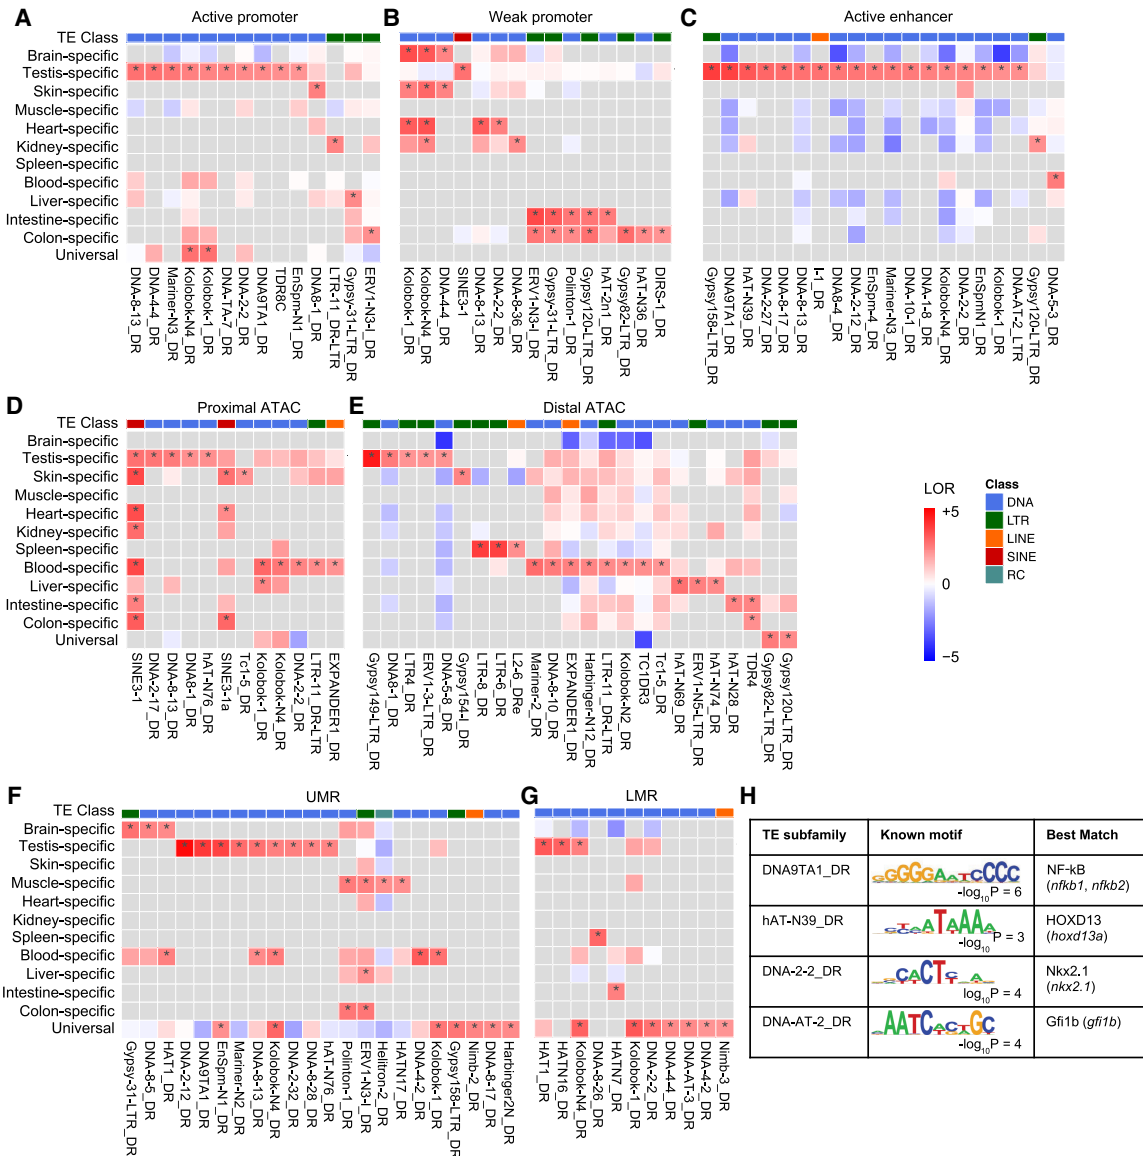 A Active promoter
B Weak promoter
C Active enhancer
TE Class
Brain-specific
Testis-specific
Skin-specific
Muscle-specific
Heart-specific
Kidney-specific
Spleen-specific
Blood-specific
Liver-specific
Intestine-specific
Colon-specific
Universal
DNA-8-13_DR
DNA-4-4_DR
Mariner-N3_DR
Kolobok-N4_DR
Kolobok-1_DR
DNA-TA-7_DR
DNA-2-2_DR
DNA9TA1_DR
TDR8C
EnSpm-N1_DR
DNA8-1_DR
LTR-11_DR-LTR
Gypsy-31-LTR_DR
ERV1-N3-I_DR
Kolobok-1_DR
Kolobok-N4_DR
DNA-4-4_DR
SINE3-1
DNA-8-13_DR
DNA-2-2_DR
DNA-8-36_DR
ERV1-N3-I_DR
Gypsy-31-LTR_DR
Polinton-1_DR
Gypsy120-LTR_DR
hAT-2n1_DR
Gypsy82-LTR_DR
hAT-N36_DR
DIRS-1_DR
Gypsy158-LTR_DR
DNA9TA1_DR
hAT-N39_DR
DNA-2-27_DR
DNA-8-17_DR
DNA-8-13_DR
I-1_DR
DNA8-4_DR
DNA-2-12_DR
EnSpm-4_DR
Mariner-N3_DR
DNA-10-1_DR
DNA-1-8_DR
Kolobok-N4_DR
DNA-2-2_DR
EnSpmN1_DR
Kolobok-1_DR
DNA-AT-2_LTR
Gypsy120-LTR_DR
DNA-5-3_DR
D Proximal ATAC
E Distal ATAC
TE Class
Brain-specific
Testis-specific
Skin-specific
Muscle-specific
Heart-specific
Kidney-specific
Spleen-specific
Blood-specific
Liver-specific
Intestine-specific
Colon-specific
Universal
SINE3-1
DNA-2-17_DR
DNA-8-13_DR
DNA8-1_DR
hAT-N76_DR
SINE3-1a
Tc1-5_DR
Kolobok-1_DR
Kolobok-N4_DR
DNA-2-2_DR
LTR-11_DR-LTR
EXPANDER1_DR
Gypsy149-LTR_DR
DNA8-1_DR
LTR4_DR
ERV1-3-LTR_DR
DNA-5-8_DR
Gypsy154-I_DR
LTR-8_DR
LTR-6_DR
L2-6_DRe
Mariner-2_DR
DNA-8-10_DR
EXPANDER1_DR
Harbinger-N12_DR
LTR-11_DR-LTR
Kolobok-N2_DR
TC1DR3
Tc1-5_DR
hAT-N69_DR
ERV1-N5-LTR_DR
hAT-N74_DR
hAT-N28_DR
TDR4
Gypsy82-LTR_DR
Gypsy120-LTR_DR
LOR
+5
0
−5
Class
DNA
LTR
LINE
SINE
RC
F UMR
G LMR
TE Class
Brain-specific
Testis-specific
Skin-specific
Muscle-specific
Heart-specific
Kidney-specific
Spleen-specific
Blood-specific
Liver-specific
Intestine-specific
Colon-specific
Universal
Gypsy-31-LTR_DR
DNA-8-5_DR
HAT1_DR
DNA-2-12_DR
DNA9TA1_DR
EnSpm-N1_DR
Mariner-N2_DR
DNA-8-13_DR
Kolobok-N4_DR
DNA-2-32_DR
DNA-8-28_DR
hAT-N76_DR
Polinton-1_DR
ERV1-N3-I_DR
Helitron-2_DR
HATN17_DR
DNA-4-2_DR
Kolobok-1_DR
Gypsy158-LTR_DR
Nimb-2_DR
DNA-8-17_DR
Harbinger2N_DR
HAT1_DR
HATN16_DR
Kolobok-N4_DR
DNA-8-26_DR
HATN7_DR
Kolobok-1_DR
DNA-2-2_DR
DNA-4-4_DR
DNA-AT-3_DR
DNA-4-2_DR
Nimb-3_DR
H
TE subfamily Known motif Best Match
DNA9TA1_DR GGGGGAATCCCC -log10P = 6 NF-kB (nfkb1, nfkb2)
hAT-N39_DR ATAAA -log10P = 3 HOXD13 (hoxd13a)
DNA-2-2_DR CACT log10P = 4 Nkx2.1 (nkx2.1)
DNA-AT-2_DR AATCACTGC -log10P = 4 Gfi1b (gfi1b)